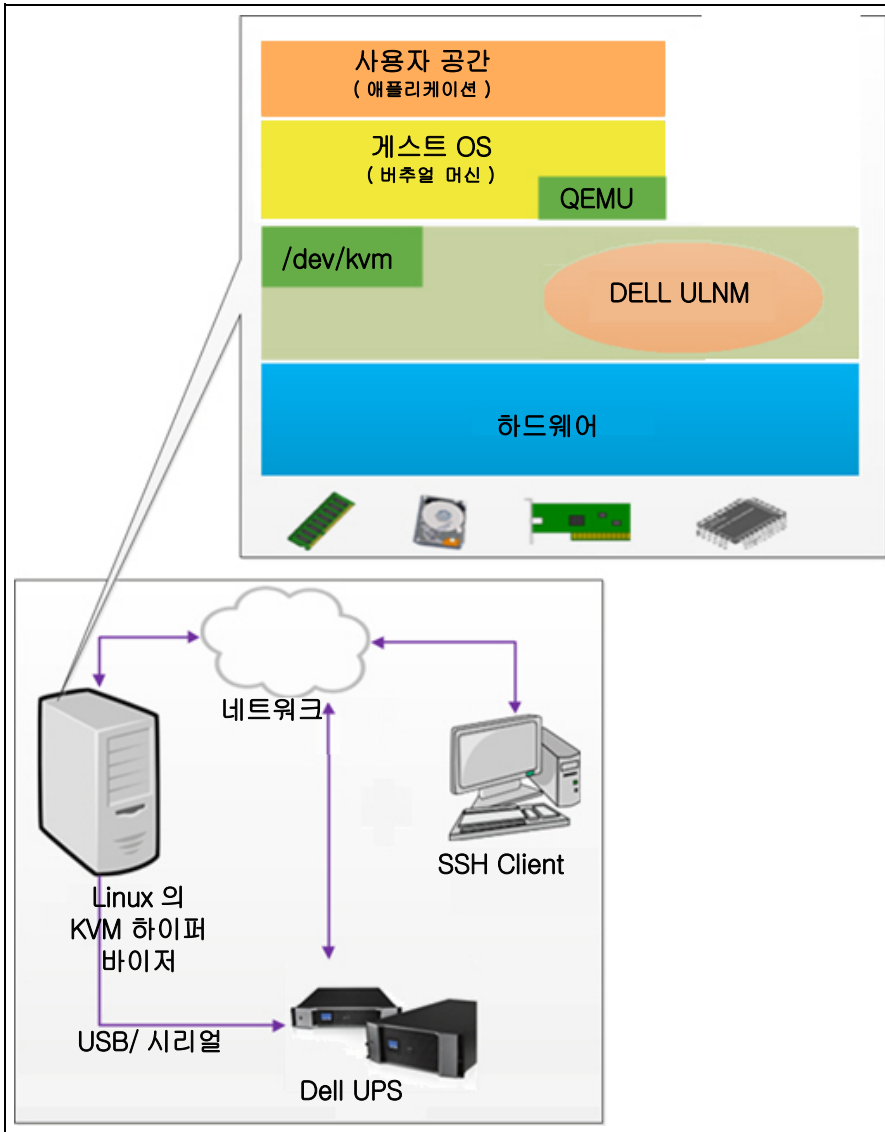 사용자 공간
( 애플리케이션 )
게스트 OS
( 버추얼 머신 )
QEMU
/dev/kvm
DELL ULNM
하드웨어
네트워크
SSH Client
Linux 의
KVM 하이퍼
바이저
USB/ 시리얼
Dell UPS